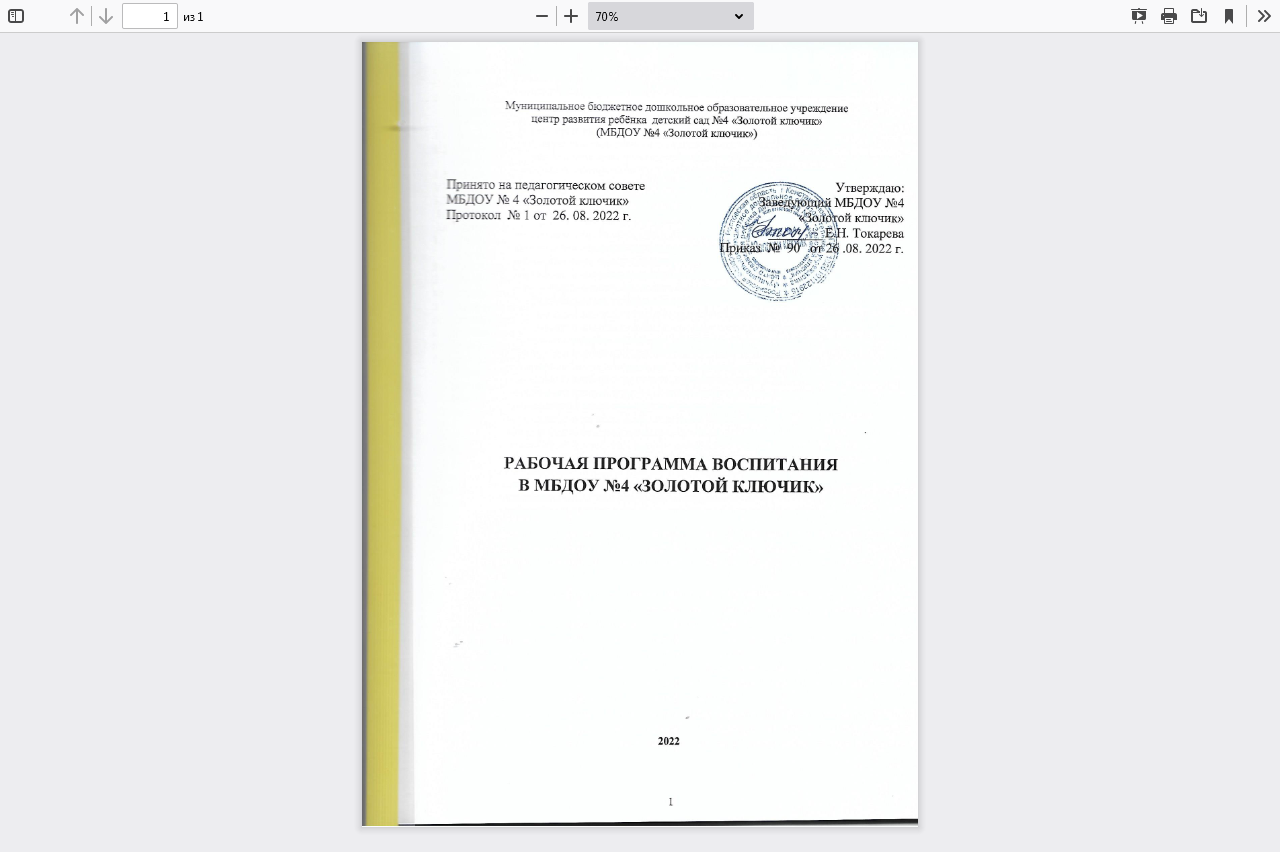 1
из 1
70%
Муниципальное бюджетное дошкольное образовательное учреждение
центр развития ребёнка детский сад №4 «Золотой ключик»
(МБДОУ №4 «Золотой ключик»)
Принято на педагогическом совете
МБДОУ № 4 «Золотой ключик»
Протокол № 1 от 26. 08. 2022 г.
Утверждаю:
Заведующий МБДОУ №4
«Золотой ключик»
Е.Н. Токарева
Приказ № 90 от 26 .08. 2022 г.
РАБОЧАЯ ПРОГРАММА ВОСПИТАНИЯ
В МБДОУ №4 «ЗОЛОТОЙ КЛЮЧИК»
2022
1